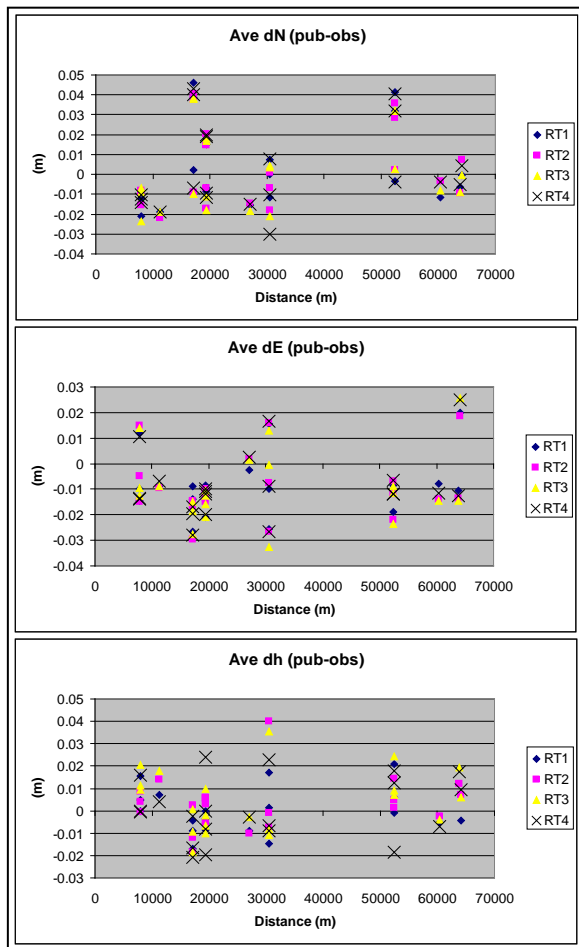 Ave dN (pub-obs)
0.05
0.04
0.03
0.02
0.01
0
-0.01
-0.02
-0.03
-0.04
(m)
0 10000 20000 30000 40000 50000 60000 70000
Distance (m)
RT1
RT2
RT3
RT4
Ave dE (pub-obs)
0.03
0.02
0.01
0
-0.01
-0.02
-0.03
-0.04
(m)
0 10000 20000 30000 40000 50000 60000 70000
Distance (m)
RT1
RT2
RT3
RT4
Ave dh (pub-obs)
0.05
0.04
0.03
0.02
0.01
0
-0.01
-0.02
-0.03
(m)
0 10000 20000 30000 40000 50000 60000 70000
Distance (m)
RT1
RT2
RT3
RT4